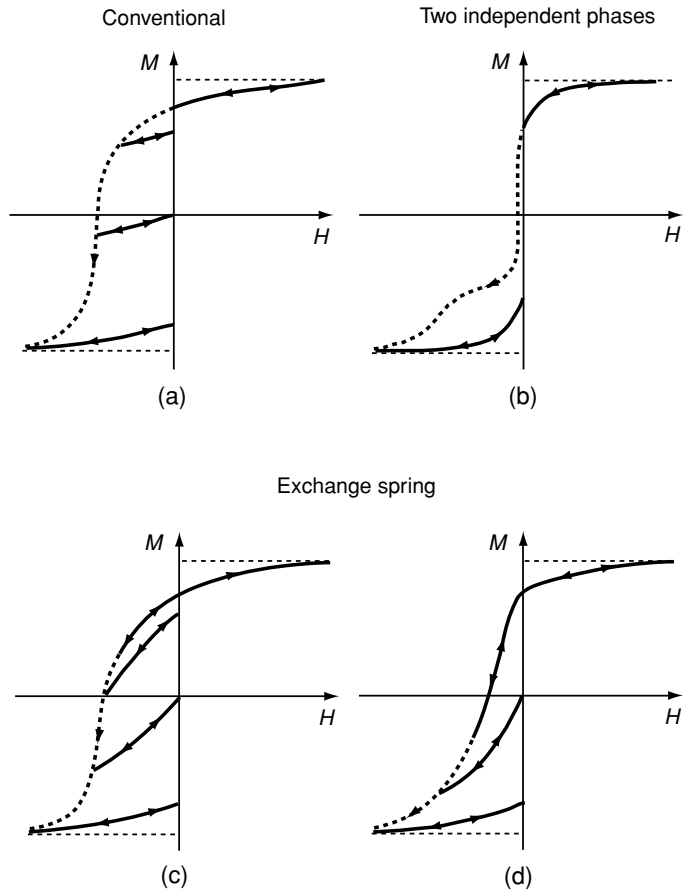 Conventional
Two independent phases
M
M
H
H
(a)
(b)
Exchange spring
M
M
H
H
(c)
(d)